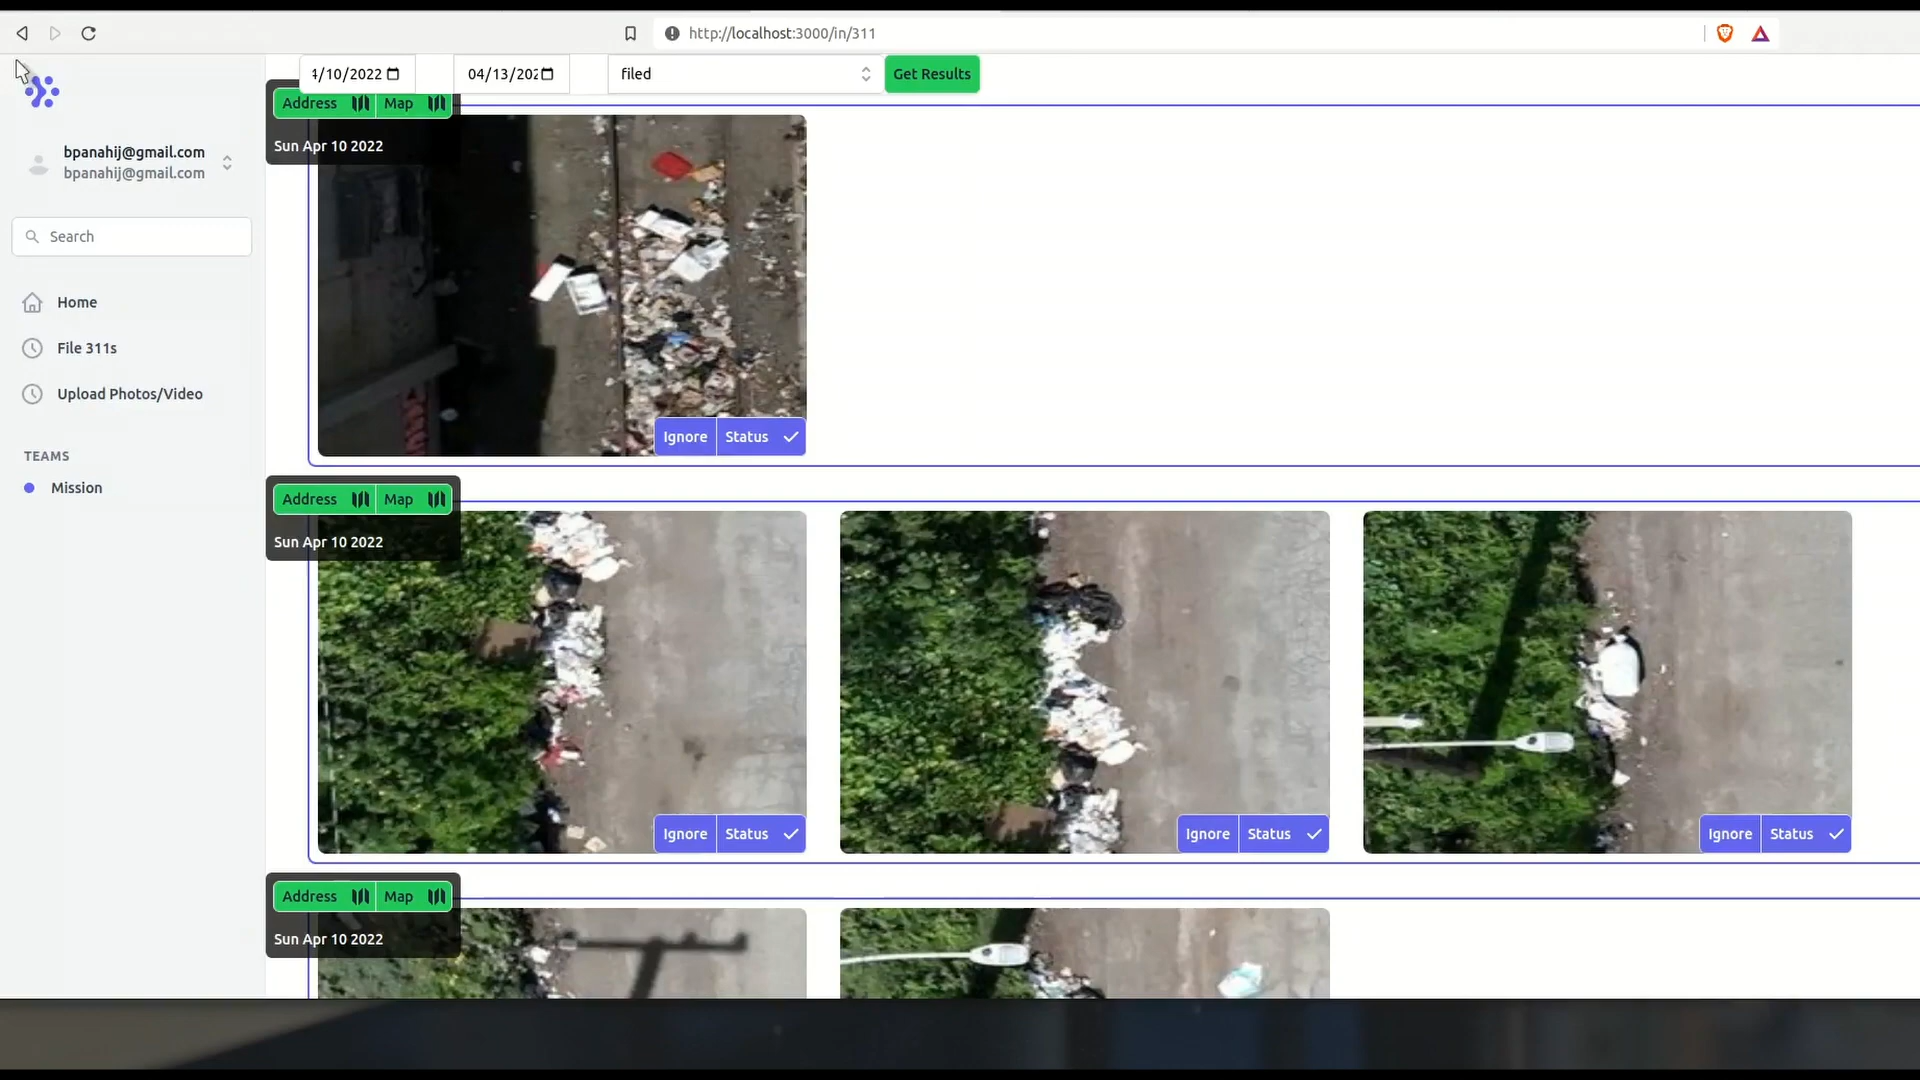 http://localhost:3000/in/311
4/10/2022
04/13/202
filed
Get Results
bpanahij@gmail.com
bpanahij@gmail.com
Search
Home
File 311s
Upload Photos/Video
TEAMS
Mission
Address Map
Sun Apr 10 2022
Ignore Status
Address Map
Sun Apr 10 2022
Ignore Status
Ignore Status
Ignore Status
Address Map
Sun Apr 10 2022